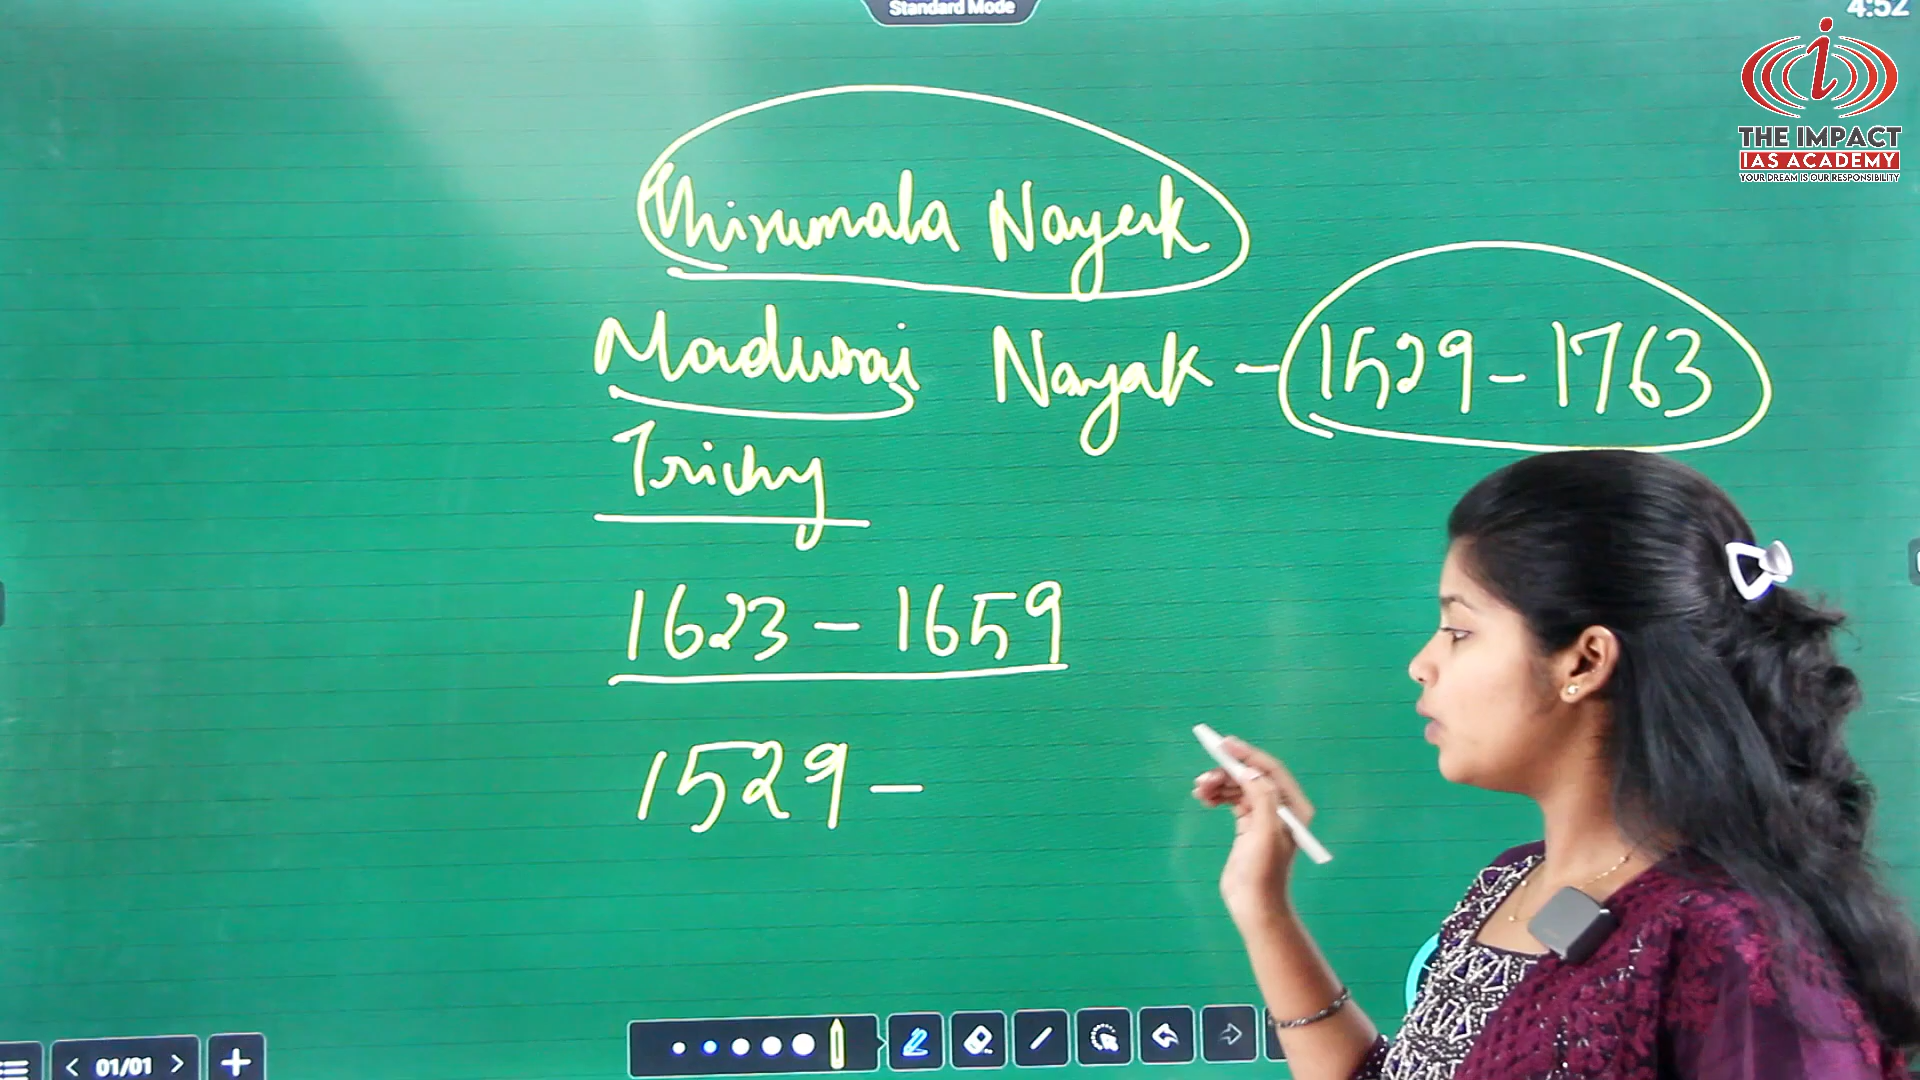 Standard Mode
4:52
THE IMPACT
IAS ACADEMY
YOUR DREAM IS OUR RESPONSIBILITY
Thirumala Nayak
Madurai Nayak - 1529 - 1763
Trichy
1623 - 1659
1529 -
01/01